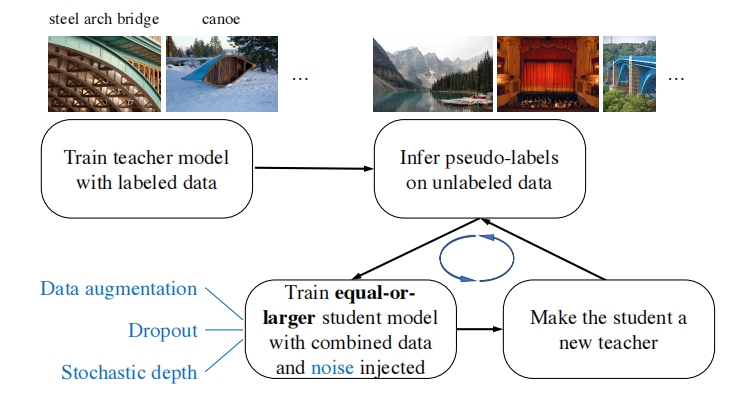 steel arch bridge
canoe
...
...
Train teacher model
with labeled data
Infer pseudo-labels
on unlabeled data
Data augmentation
Dropout
Stochastic depth
Train equal-or-
larger student model
with combined data
and noise injected
Make the student a
new teacher